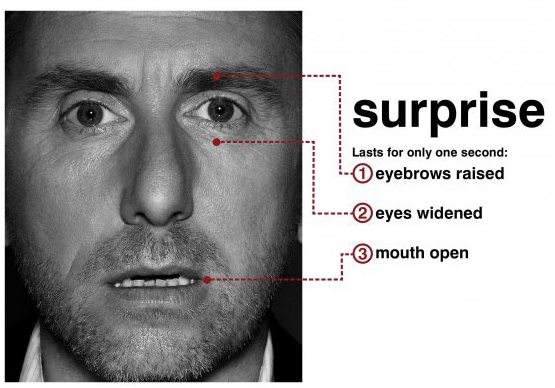 surprise
Lasts for only one second:
1 eyebrows raised
2 eyes widened
3 mouth open